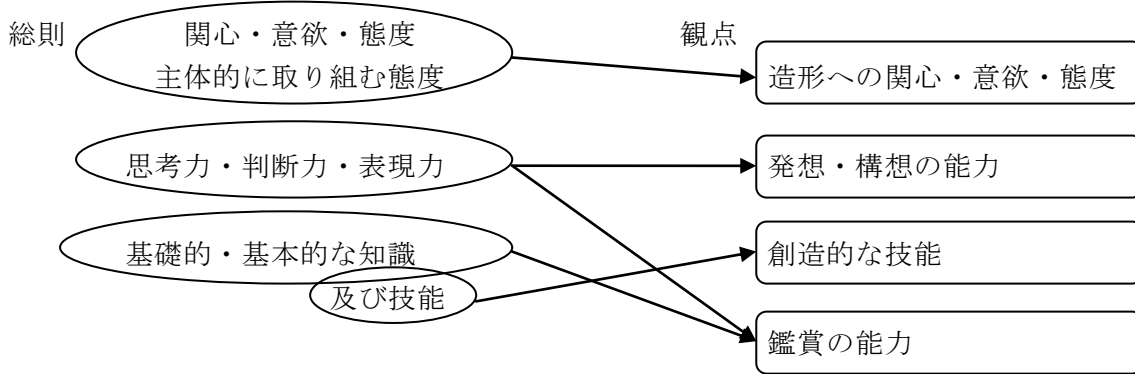 総則
観点
関心・意欲・態度
主体的に取り組む態度
造形への関心・意欲・態度
思考力・判断力・表現力
発想・構想の能力
基礎的・基本的な知識
創造的な技能
及び技能
鑑賞の能力